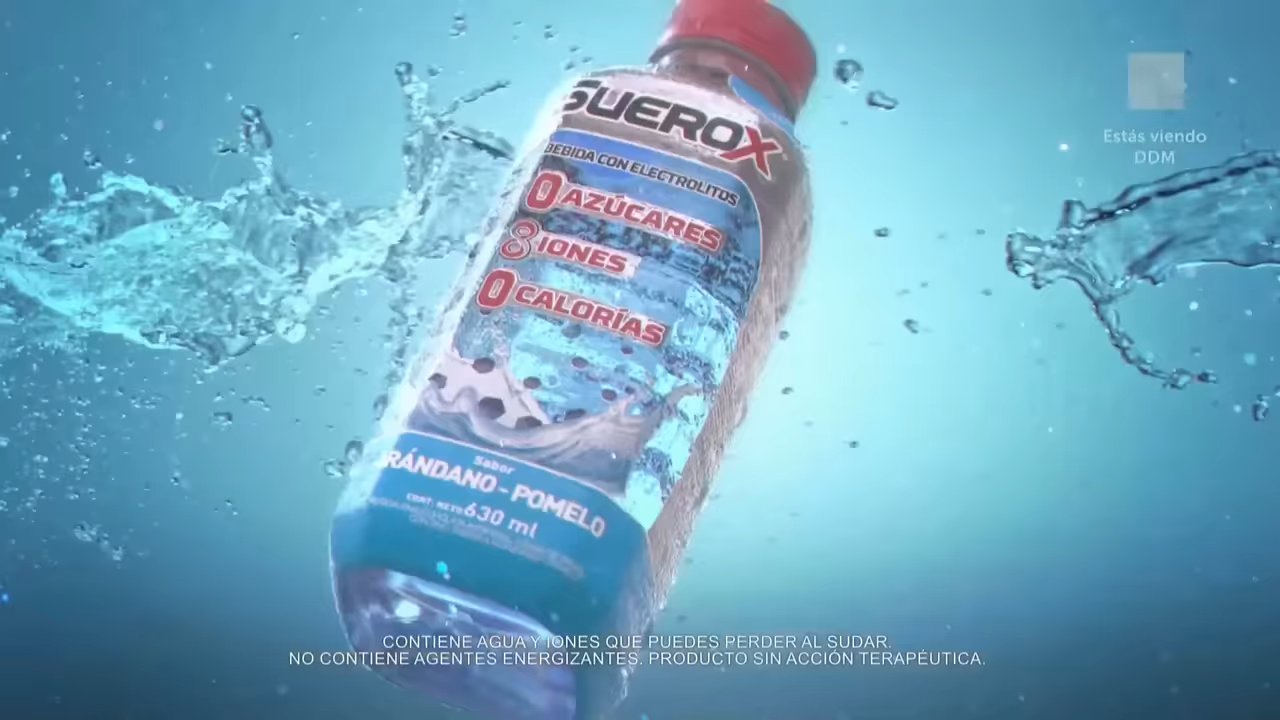 SUEROX
BEBIDA CON ELECTROLITOS
0 AZÚCARES
8 IONES
0 CALORÍAS
Sabor
ARÁNDANO - POMELO
CONT. NETO 630 ml
Estás viendo
DDM
CONTIENE AGUA Y IONES QUE PUEDES PERDER AL SUDAR.
NO CONTIENE AGENTES ENERGIZANTES. PRODUCTO SIN ACCIÓN TERAPÉUTICA.